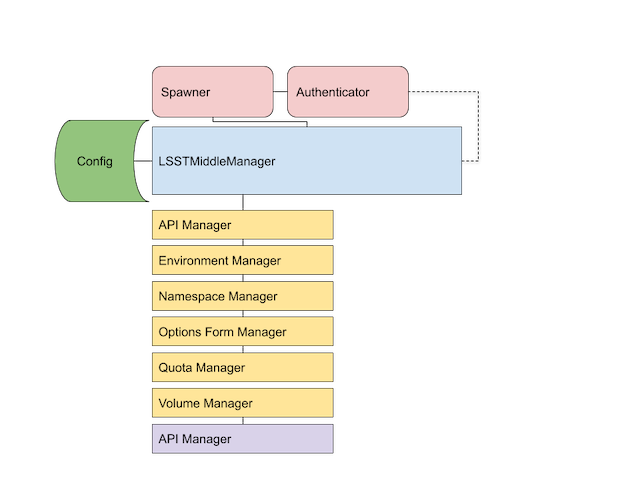 Spawner
Authenticator
Config
LSSTMiddleManager
API Manager
Environment Manager
Namespace Manager
Options Form Manager
Quota Manager
Volume Manager
API Manager